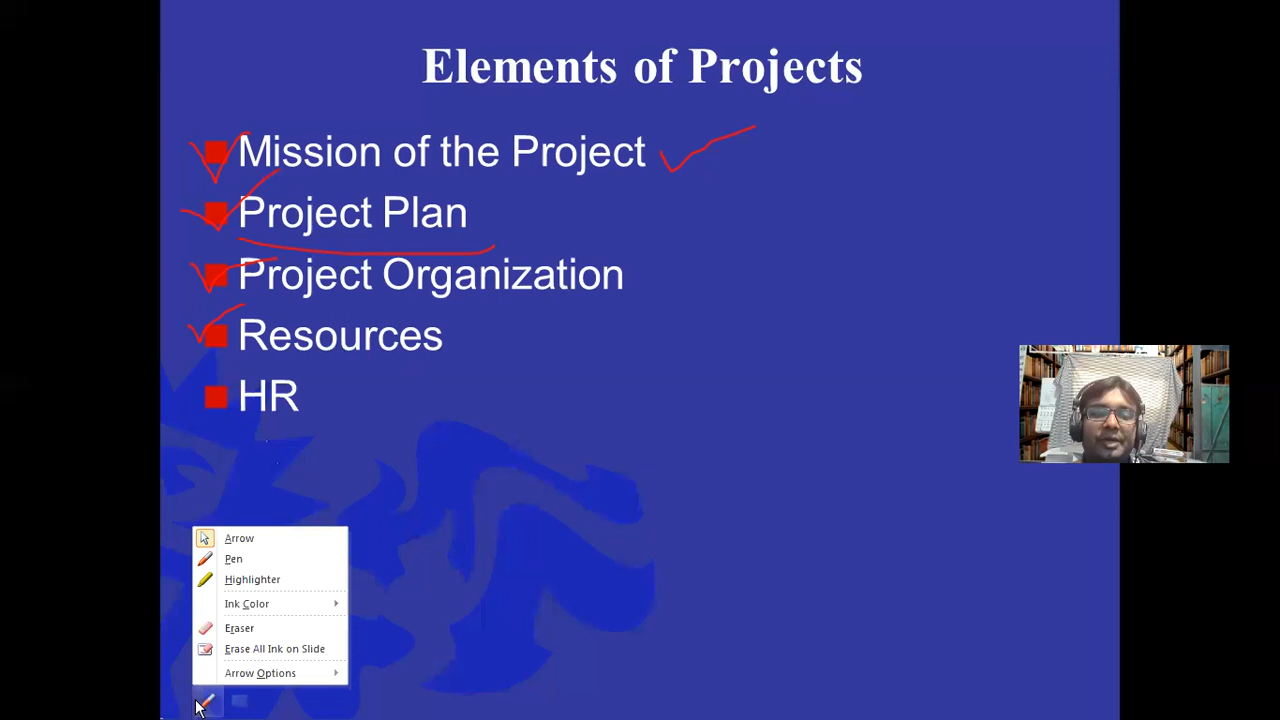 Elements of Projects
Mission of the Project
Project Plan
Project Organization
Resources
HR
Arrow
Pen
Highlighter
Ink Color
Eraser
Erase All Ink on Slide
Arrow Options